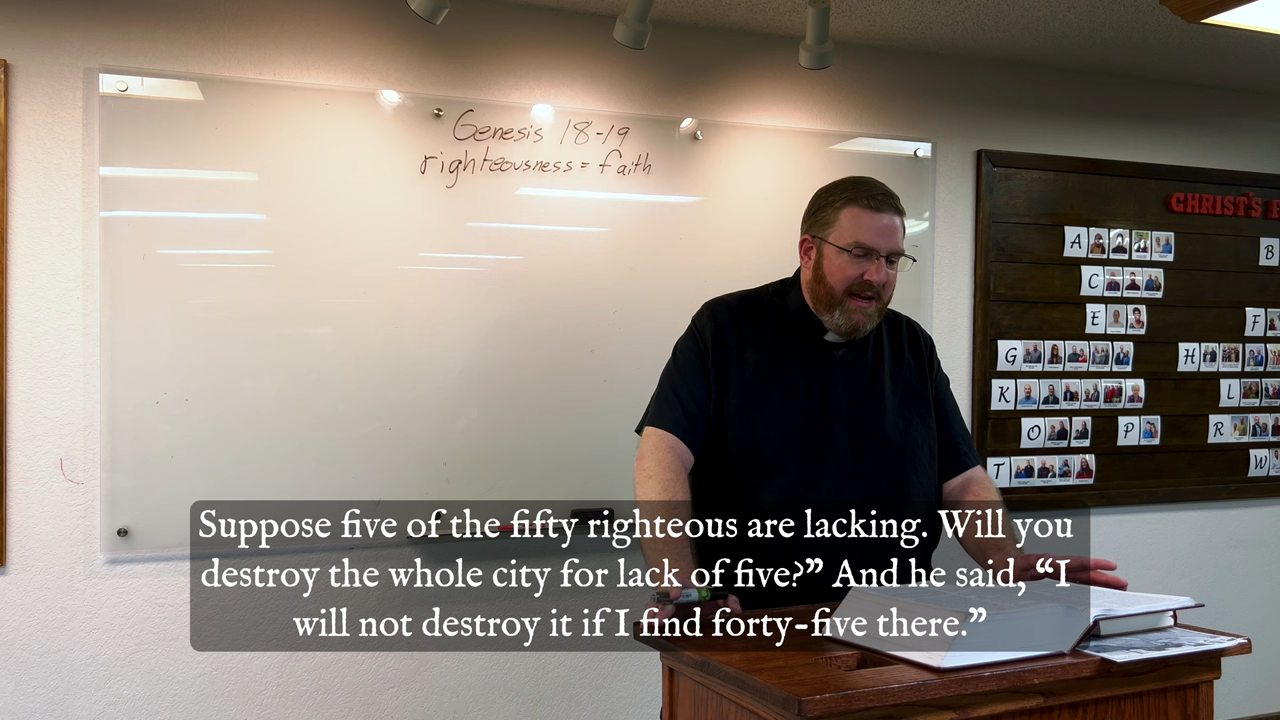 Genesis 18-19
righteousness = faith
CHRIST'S
A
B
C
E
F
G
H
K
L
O
P
R
T
W
Suppose five of the fifty righteous are lacking. Will you
destroy the whole city for lack of five?” And he said, “I
will not destroy it if I find forty-five there.”